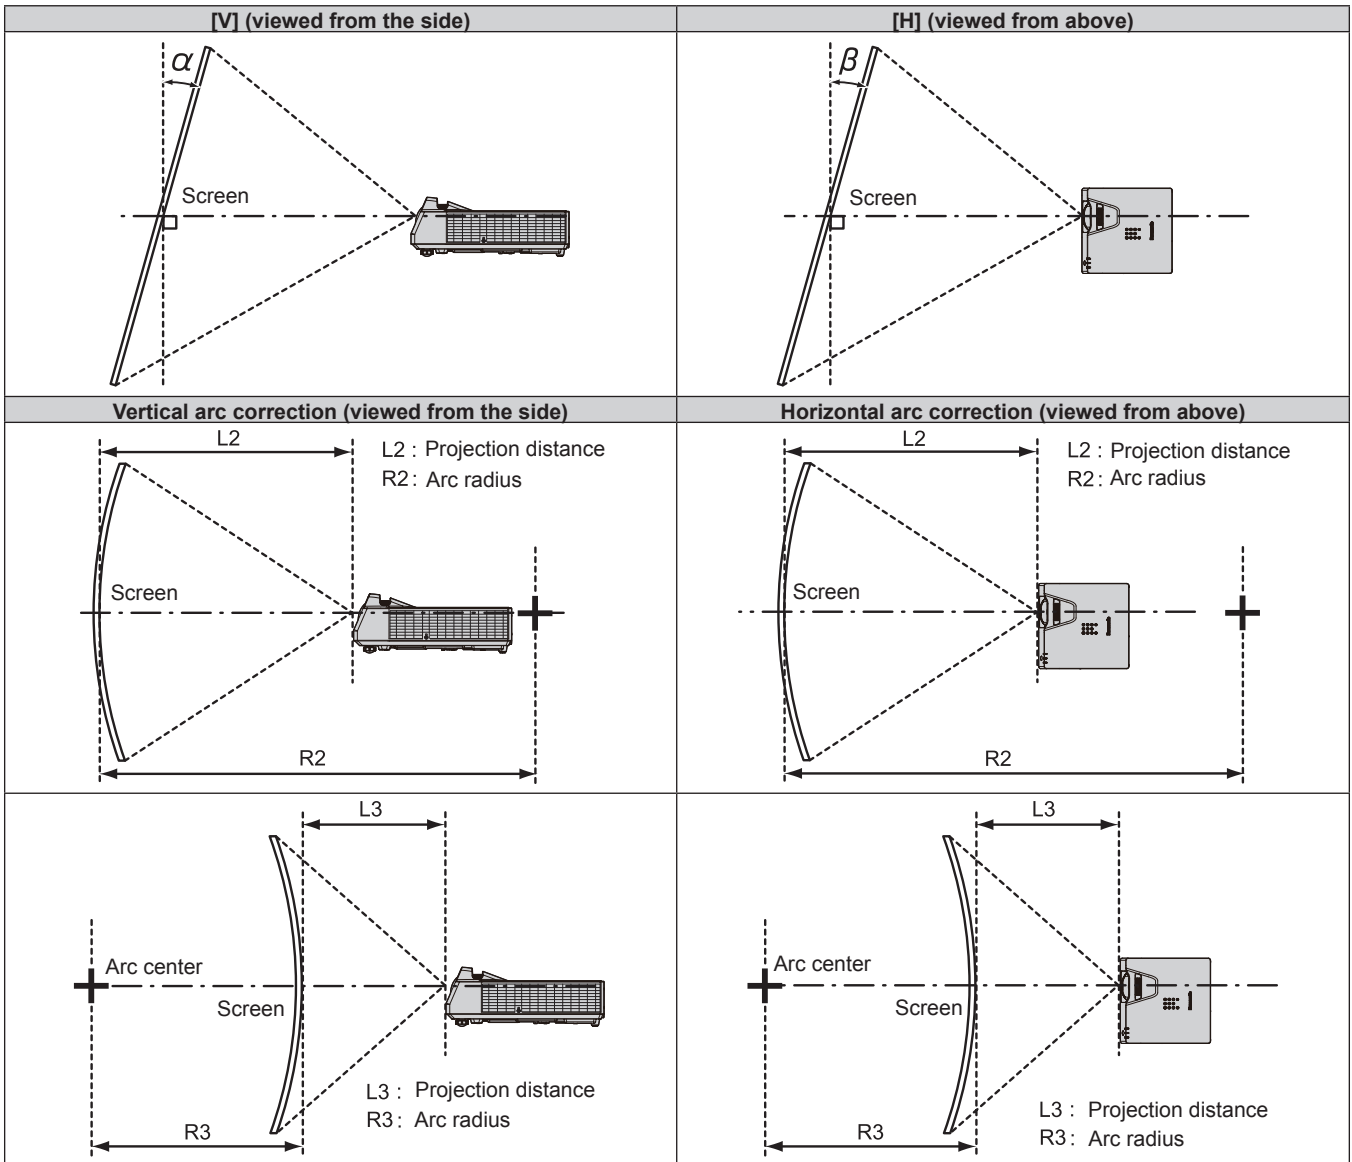 [V] (viewed from the side)
[H] (viewed from above)
α
Screen
β
Screen
Vertical arc correction (viewed from the side)
Horizontal arc correction (viewed from above)
L2
L2 : Projection distance
R2 : Arc radius
Screen
R2
L2
L2 : Projection distance
R2 : Arc radius
Screen
R2
L3
Arc center
Screen
L3 : Projection distance
R3 : Arc radius
R3
L3
Arc center
Screen
L3 : Projection distance
R3 : Arc radius
R3